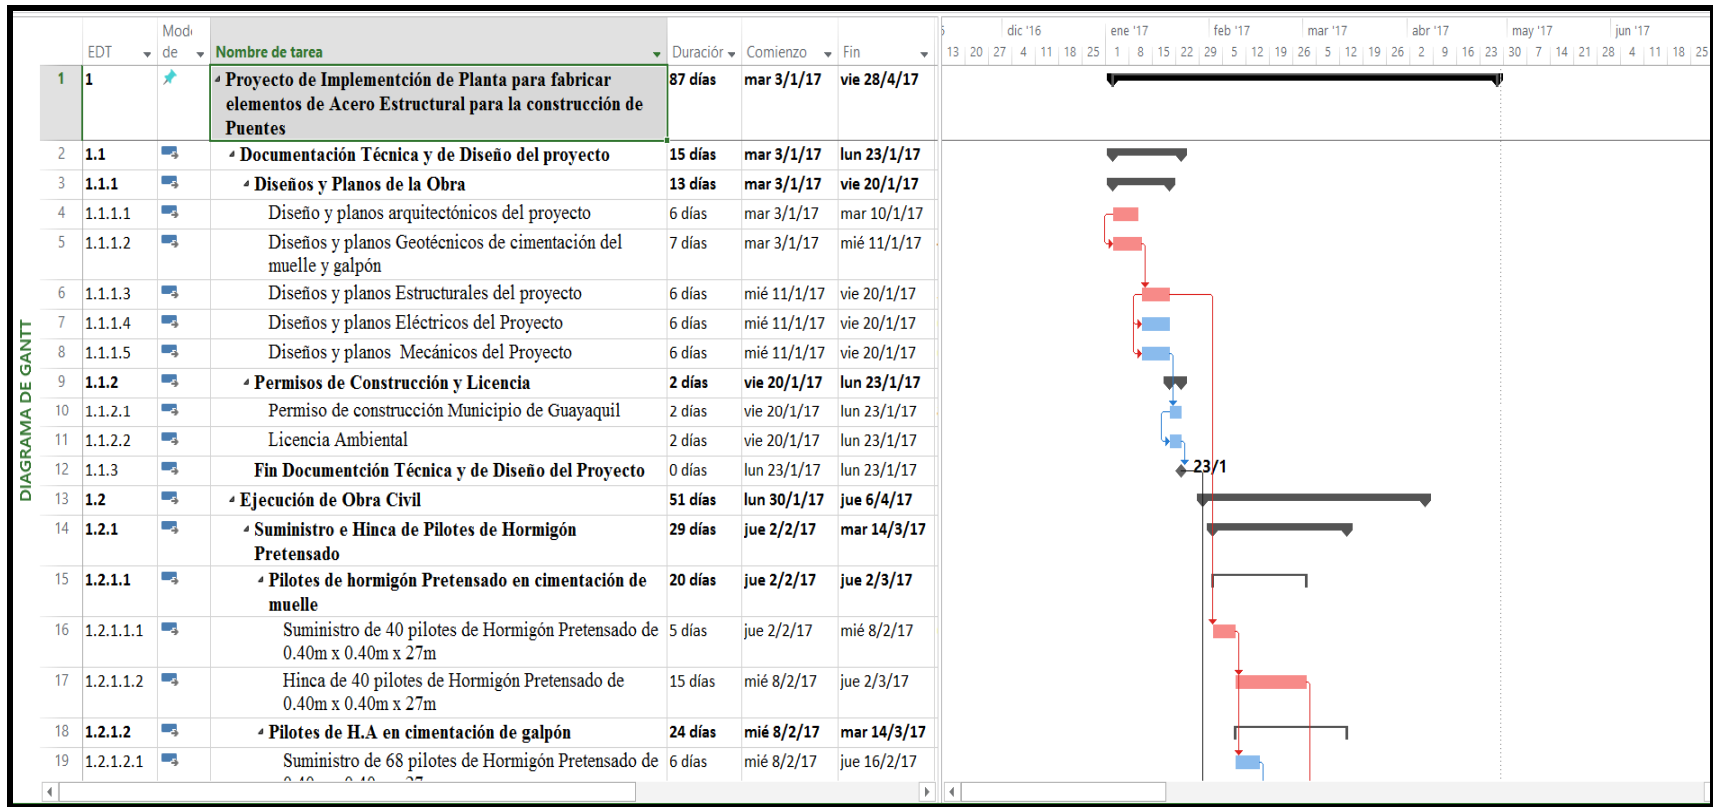 DIAGRAMA DE GANTT
Mod
EDT de Nombre de tarea Duración Comienzo Fin
dic '16 ene '17 feb '17 mar '17 abr '17 may '17 jun '17
13 20 27 4 11 18 25 1 8 15 22 29 5 12 19 26 5 12 19 26 2 9 16 23 30 7 14 21 28 4 11 18 25
1 1 Proyecto de Implementción de Planta para fabricar 87 días mar 3/1/17 vie 28/4/17
elementos de Acero Estructural para la construcción de
Puentes
2 1.1 Documentación Técnica y de Diseño del proyecto 15 días mar 3/1/17 lun 23/1/17
3 1.1.1 Diseños y Planos de la Obra 13 días mar 3/1/17 vie 20/1/17
4 1.1.1.1 Diseño y planos arquitectónicos del proyecto 6 días mar 3/1/17 mar 10/1/17
5 1.1.1.2 Diseños y planos Geotécnicos de cimentación del 7 días mar 3/1/17 mié 11/1/17
muelle y galpón
6 1.1.1.3 Diseños y planos Estructurales del proyecto 6 días mié 11/1/17 vie 20/1/17
7 1.1.1.4 Diseños y planos Eléctricos del Proyecto 6 días mié 11/1/17 vie 20/1/17
8 1.1.1.5 Diseños y planos Mecánicos del Proyecto 6 días mié 11/1/17 vie 20/1/17
9 1.1.2 Permisos de Construcción y Licencia 2 días vie 20/1/17 lun 23/1/17
10 1.1.2.1 Permiso de construcción Municipio de Guayaquil 2 días vie 20/1/17 lun 23/1/17
11 1.1.2.2 Licencia Ambiental 2 días vie 20/1/17 lun 23/1/17
12 1.1.3 Fin Documentción Técnica y de Diseño del Proyecto 0 días lun 23/1/17 lun 23/1/17 23/1
13 1.2 Ejecución de Obra Civil 51 días lun 30/1/17 jue 6/4/17
14 1.2.1 Suministro e Hinca de Pilotes de Hormigón 29 días jue 2/2/17 mar 14/3/17
Pretensado
15 1.2.1.1 Pilotes de hormigón Pretensado en cimentación de 20 días jue 2/2/17 jue 2/3/17
muelle
16 1.2.1.1.1 Suministro de 40 pilotes de Hormigón Pretensado de 5 días jue 2/2/17 mié 8/2/17
0.40m x 0.40m x 27m
17 1.2.1.1.2 Hinca de 40 pilotes de Hormigón Pretensado de 15 días mié 8/2/17 jue 2/3/17
0.40m x 0.40m x 27m
18 1.2.1.2 Pilotes de H.A en cimentación de galpón 24 días mié 8/2/17 mar 14/3/17
19 1.2.1.2.1 Suministro de 68 pilotes de Hormigón Pretensado de 6 días mié 8/2/17 jue 16/2/17